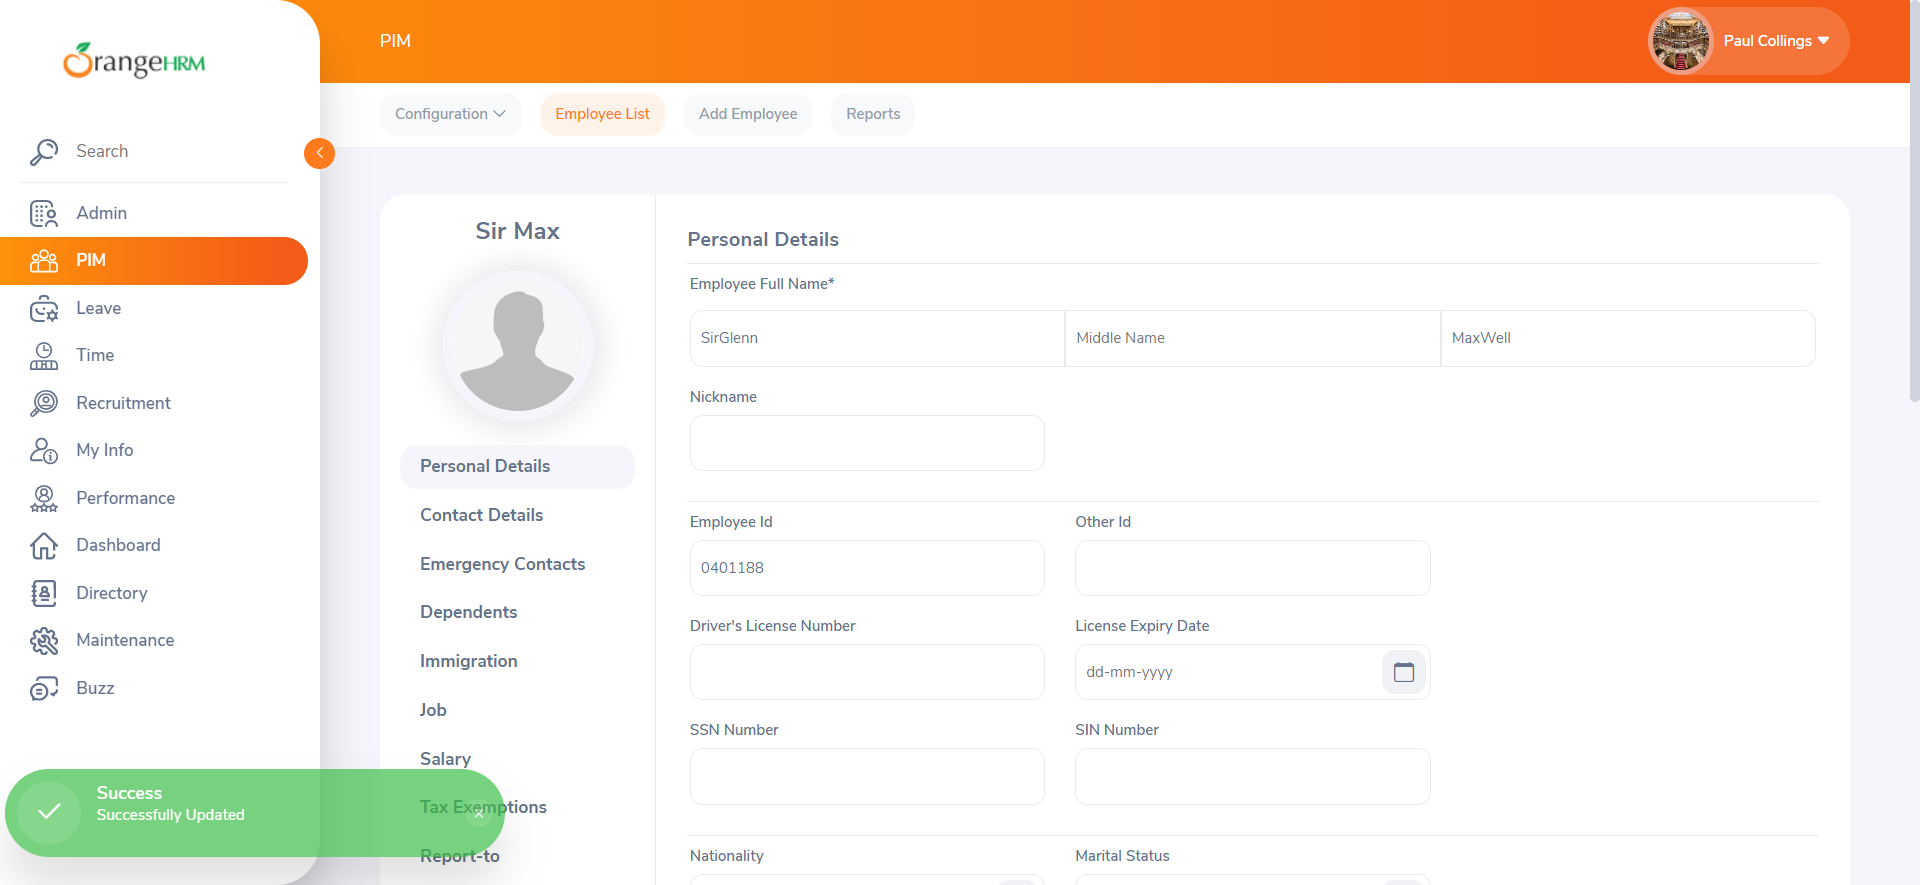 OrangeHRM
PIM
Paul Collings
Configuration
Employee List
Add Employee
Reports
Search
Admin
PIM
Leave
Time
Recruitment
My Info
Performance
Dashboard
Directory
Maintenance
Buzz
Sir Max
Personal Details
Contact Details
Emergency Contacts
Dependents
Immigration
Job
Salary
Tax Exemptions
Report-to
Personal Details
Employee Full Name*
SirGlenn
Middle Name
MaxWell
Nickname
Employee Id
Other Id
0401188
Driver's License Number
License Expiry Date
dd-mm-yyyy
SSN Number
SIN Number
Nationality
Marital Status
Success
Successfully Updated